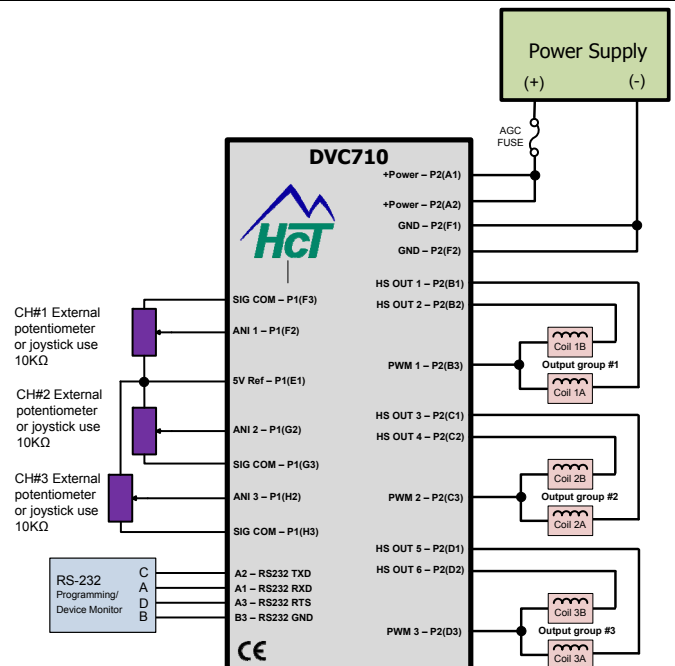 Power Supply
(+)
(-)
AGC
FUSE
DVC710
HCT
+Power – P2(A1)
+Power – P2(A2)
GND – P2(F1)
GND – P2(F2)
HS OUT 1 – P2(B1)
HS OUT 2 – P2(B2)
PWM 1 – P2(B3)
Coil 1B
Output group #1
Coil 1A
HS OUT 3 – P2(C1)
HS OUT 4 – P2(C2)
PWM 2 – P2(C3)
Coil 2B
Output group #2
Coil 2A
HS OUT 5 – P2(D1)
HS OUT 6 – P2(D2)
PWM 3 – P2(D3)
Coil 3B
Output group #3
Coil 3A
CH#1 External
potentiometer
or joystick use
10KΩ
SIG COM – P1(F3)
ANI 1 – P1(F2)
5V Ref – P1(E1)
CH#2 External
potentiometer
or joystick use
10KΩ
ANI 2 – P1(G2)
SIG COM – P1(G3)
CH#3 External
potentiometer
or joystick use
10KΩ
ANI 3 – P1(H2)
SIG COM – P1(H3)
RS-232
Programming/
Device Monitor
C
A
D
B
A2 – RS232 TXD
A1 – RS232 RXD
A3 – RS232 RTS
B3 – RS232 GND
CE